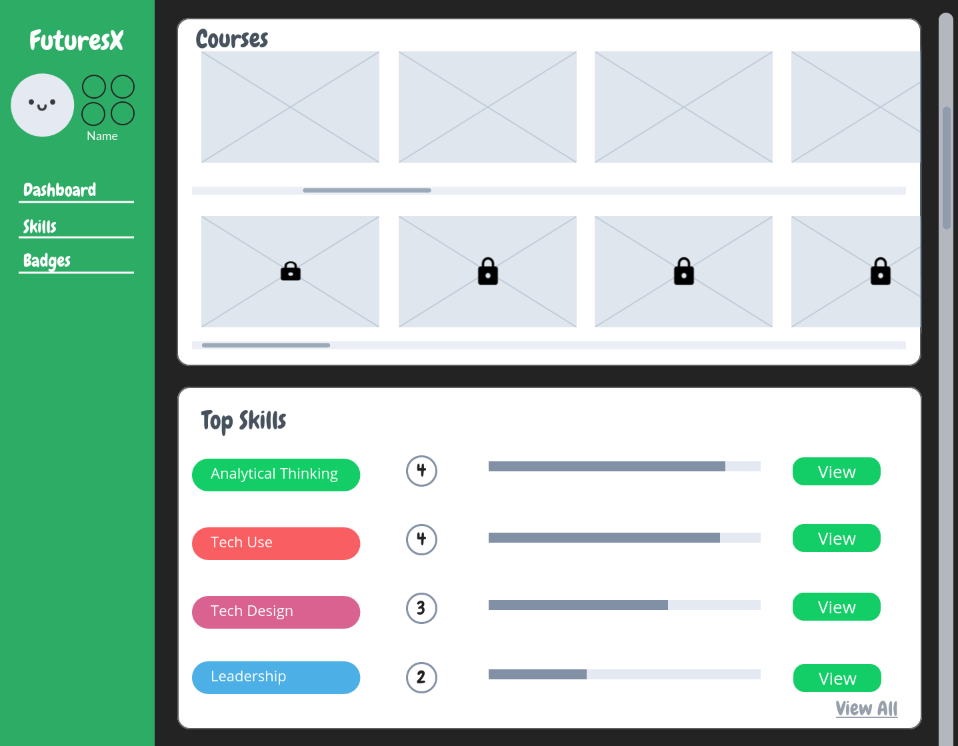 FuturesX
Name
Dashboard
Skills
Badges
Courses
Top Skills
Analytical Thinking 4 View
Tech Use 4 View
Tech Design 3 View
Leadership 2 View
View All